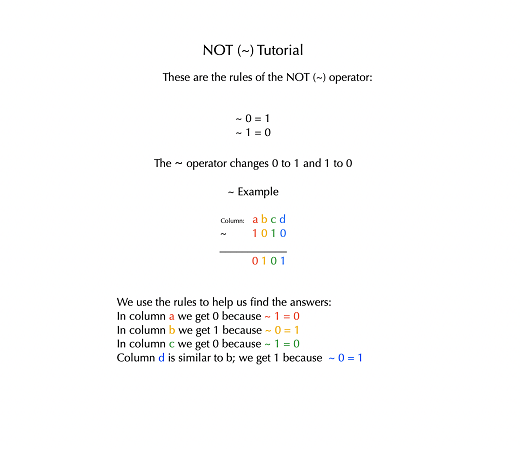 NOT (~) Tutorial
These are the rules of the NOT (~) operator:
~ 0 = 1
~ 1 = 0
The ~ operator changes 0 to 1 and 1 to 0
~ Example
Column: a b c d
~ 1 0 1 0
0 1 0 1
We use the rules to help us find the answers:
In column a we get 0 because ~ 1 = 0
In column b we get 1 because ~ 0 = 1
In column c we get 0 because ~ 1 = 0
Column d is similar to b; we get 1 because ~ 0 = 1